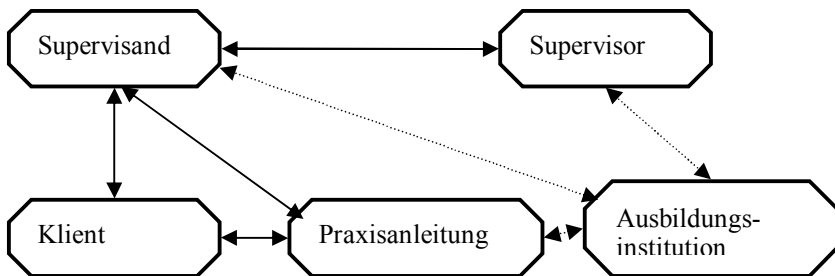 Supervisand
Supervisor
Klient
Praxisanleitung
Ausbildungs-
institution